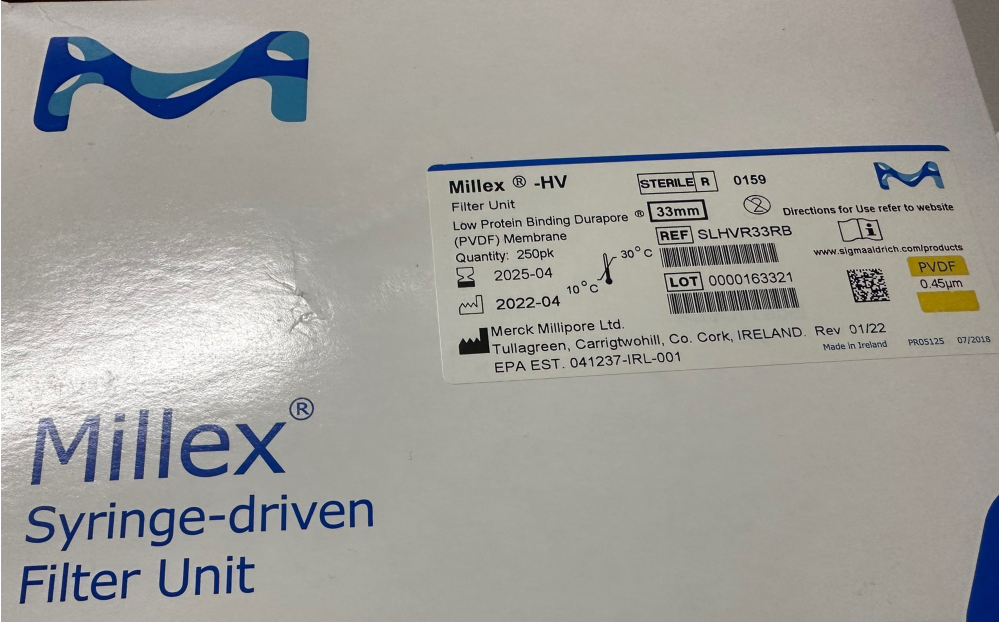 Millex ® -HV
Filter Unit
Low Protein Binding Durapore ®
(PVDF) Membrane
Quantity: 250pk
2025-04
2022-04
10°C
30°C
STERILE R
0159
33mm
2
Directions for Use refer to website
REF SLHVR33RB
i
www.sigmaaldrich.com/products
LOT 0000163321
PVDF
0.45µm
Merck Millipore Ltd.
Tullagreen, Carrigtwohill, Co. Cork, IRELAND. Rev 01/22
EPA EST. 041237-IRL-001
Made in Ireland PR05125 07/2018
Millex®
Syringe-driven
Filter Unit